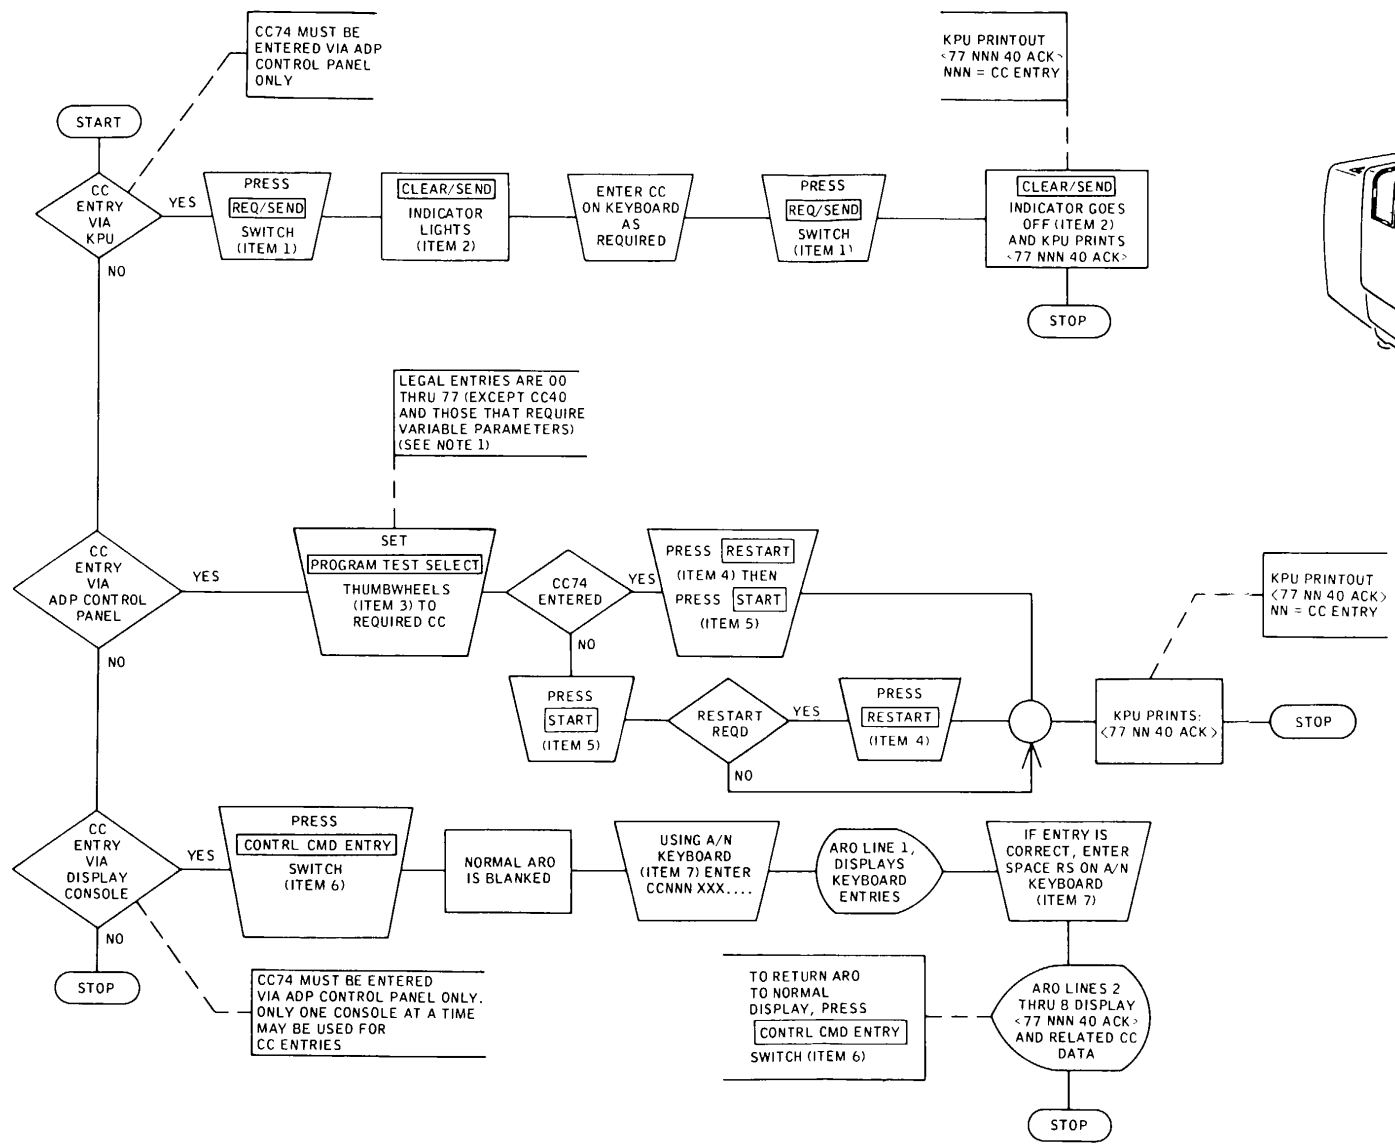 CC74 MUST BE
ENTERED VIA ADP
CONTROL PANEL
ONLY
KPU PRINTOUT
<77 NNN 40 ACK>
NNN = CC ENTRY
START
CC
ENTRY
VIA
KPU
YES
NO
PRESS
REQ/SEND
SWITCH
(ITEM 1)
CLEAR/SEND
INDICATOR
LIGHTS
(ITEM 2)
ENTER CC
ON KEYBOARD
AS
REQUIRED
PRESS
REQ/SEND
SWITCH
(ITEM 1)
CLEAR/SEND
INDICATOR GOES
OFF (ITEM 2)
AND KPU PRINTS
<77 NNN 40 ACK>
STOP
LEGAL ENTRIES ARE 00
THRU 77 (EXCEPT CC40
AND THOSE THAT REQUIRE
VARIABLE PARAMETERS)
(SEE NOTE 1)
CC
ENTRY
VIA
ADP CONTROL
PANEL
YES
NO
SET
PROGRAM TEST SELECT
THUMBWHEELS
(ITEM 3) TO
REQUIRED CC
CC74
ENTERED
YES
NO
PRESS RESTART
(ITEM 4) THEN
PRESS START
(ITEM 5)
KPU PRINTOUT
<77 NN 40 ACK>
NN = CC ENTRY
PRESS
START
(ITEM 5)
RESTART
REQD
YES
NO
PRESS
RESTART
(ITEM 4)
KPU PRINTS:
<77 NN 40 ACK>
STOP
CC
ENTRY
VIA
DISPLAY
CONSOLE
YES
NO
PRESS
CONTRL CMD ENTRY
SWITCH
(ITEM 6)
NORMAL ARO
IS BLANKED
USING A/N
KEYBOARD
(ITEM 7) ENTER
CCNNN XXX....
ARO LINE 1,
DISPLAYS
KEYBOARD
ENTRIES
IF ENTRY IS
CORRECT, ENTER
SPACE RS ON A/N
KEYBOARD
(ITEM 7)
STOP
CC74 MUST BE ENTERED
VIA ADP CONTROL PANEL ONLY.
ONLY ONE CONSOLE AT A TIME
MAY BE USED FOR
CC ENTRIES
TO RETURN ARO
TO NORMAL
DISPLAY, PRESS
CONTRL CMD ENTRY
SWITCH (ITEM 6)
ARO LINES 2
THRU 8 DISPLAY
<77 NNN 40 ACK>
AND RELATED CC
DATA
STOP